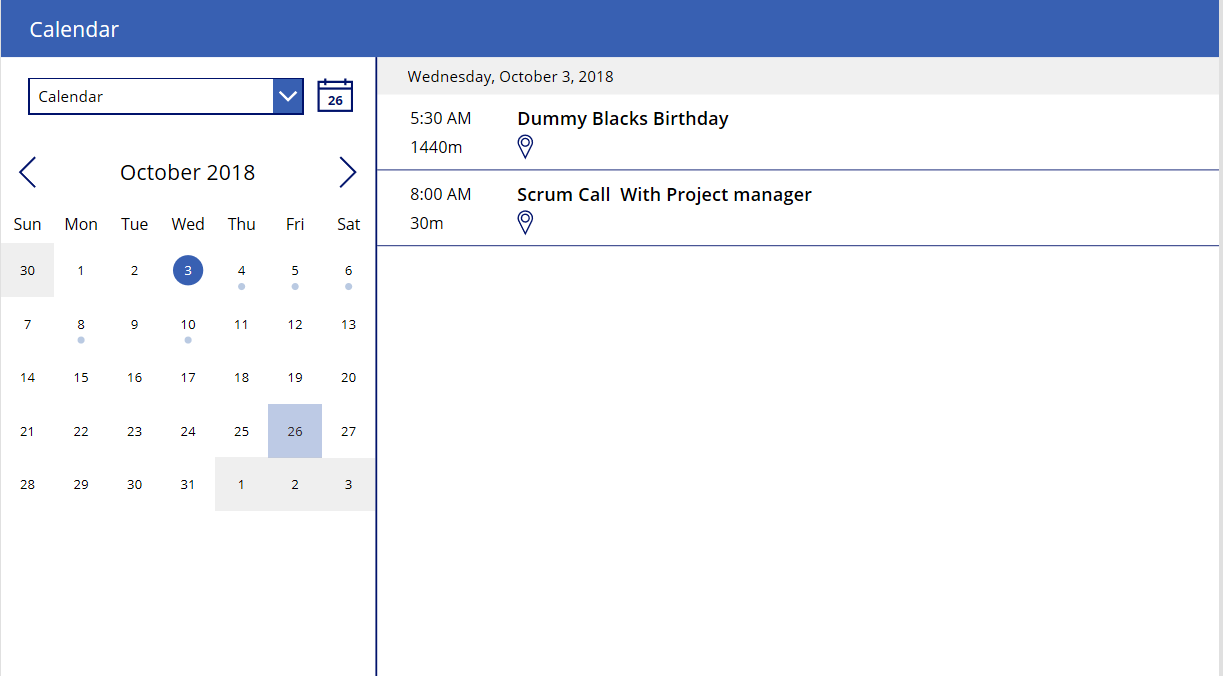 Calendar
Calendar
26
October 2018
Sun Mon Tue Wed Thu Fri Sat
30 1 2 3 4 5 6
7 8 9 10 11 12 13
14 15 16 17 18 19 20
21 22 23 24 25 26 27
28 29 30 31 1 2 3
Wednesday, October 3, 2018
5:30 AM Dummy Blacks Birthday
1440m
8:00 AM Scrum Call  With Project manager
30m